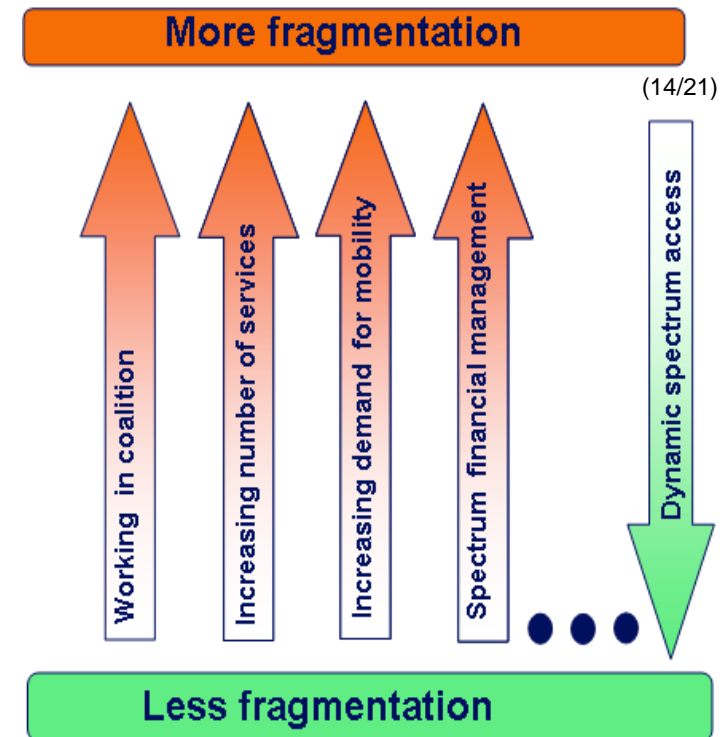 More fragmentation
(14/21)
Working in coalition
Increasing number of services
Increasing demand for mobility
Spectrum financial management
Dynamic spectrum access
Less fragmentation